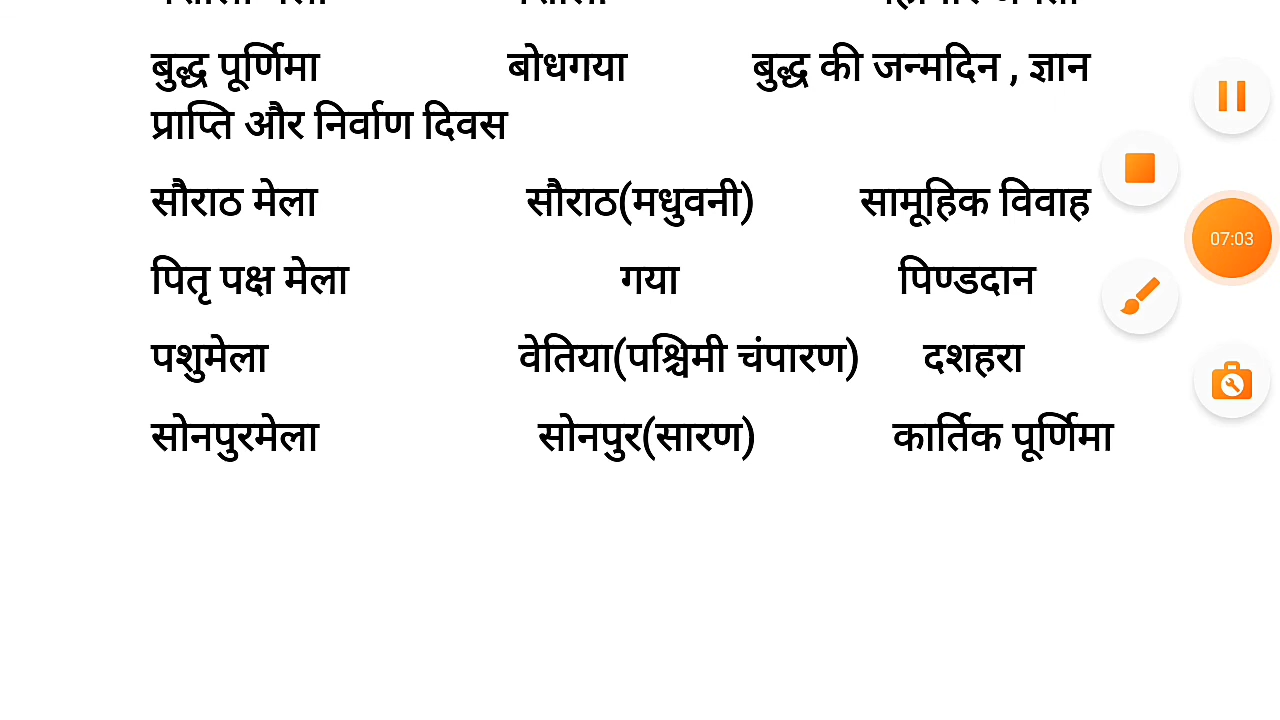 बुद्ध पूर्णिमा बोधगया बुद्ध की जन्मदिन , ज्ञान
प्राप्ति और निर्वाण दिवस
सौराठ मेला सौराठ(मधुवनी) सामूहिक विवाह
पितृ पक्ष मेला गया पिण्डदान
पशुमेला वेतिया(पश्चिमी चंपारण) दशहरा
सोनपुरमेला सोनपुर(सारण) कार्तिक पूर्णिमा
07:03